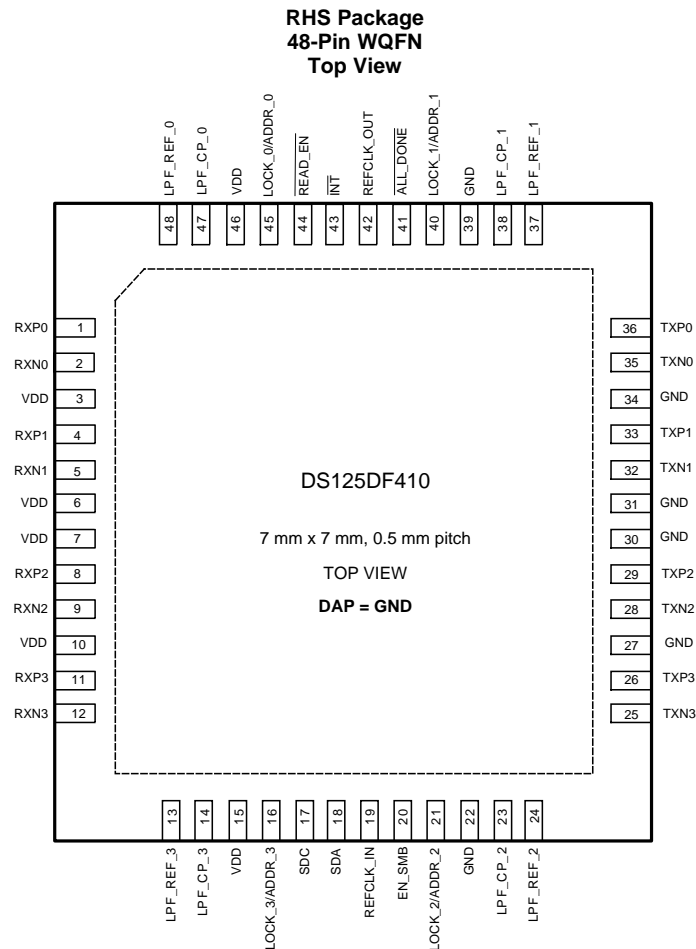 RHS Package
48-Pin WQFN
Top View
LPF_REF_0
LPF_CP_0
VDD
LOCK_0/ADDR_0
READ_EN
INT
REFCLK_OUT
ALL_DONE
LOCK_1/ADDR_1
GND
LPF_CP_1
LPF_REF_1
48
47
46
45
44
43
42
41
40
39
38
37
RXP0 1
RXN0 2
VDD 3
RXP1 4
RXN1 5
VDD 6
VDD 7
RXP2 8
RXN2 9
VDD 10
RXP3 11
RXN3 12
DS125DF410
7 mm x 7 mm, 0.5 mm pitch
TOP VIEW
DAP = GND
36 TXP0
35 TXN0
34 GND
33 TXP1
32 TXN1
31 GND
30 GND
29 TXP2
28 TXN2
27 GND
26 TXP3
25 TXN3
13
14
15
16
17
18
19
20
21
22
23
24
LPF_REF_3
LPF_CP_3
VDD
LOCK_3/ADDR_3
SDC
SDA
REFCLK_IN
EN_SMB
LOCK_2/ADDR_2
GND
LPF_CP_2
LPF_REF_2